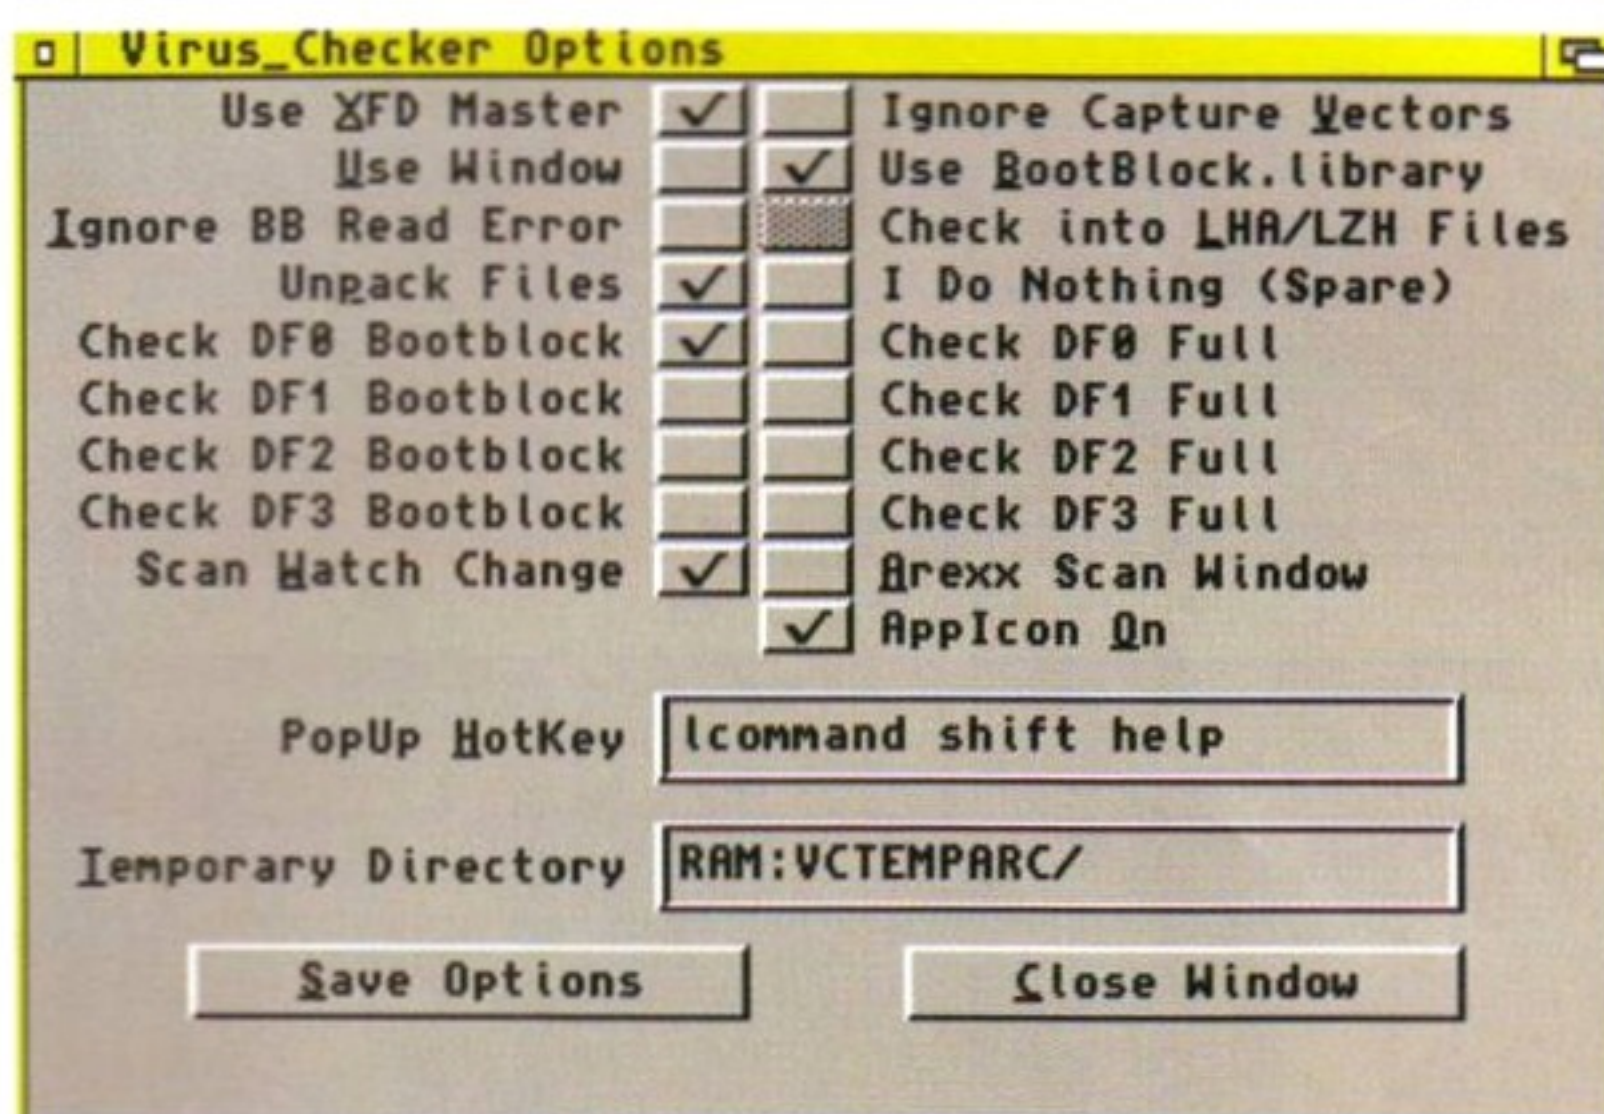 Virus_Checker Options
Use XFD Master Ignore Capture Vectors
Use Window Use BootBlock.library
Ignore BB Read Error Check into LHA/LZH Files
Unpack Files I Do Nothing (Spare)
Check DF0 Bootblock Check DF0 Full
Check DF1 Bootblock Check DF1 Full
Check DF2 Bootblock Check DF2 Full
Check DF3 Bootblock Check DF3 Full
Scan Watch Change Arexx Scan Window
AppIcon On
PopUp HotKey lcommand shift help
Temporary Directory RAM:VCTEMPARC/
Save Options Close Window